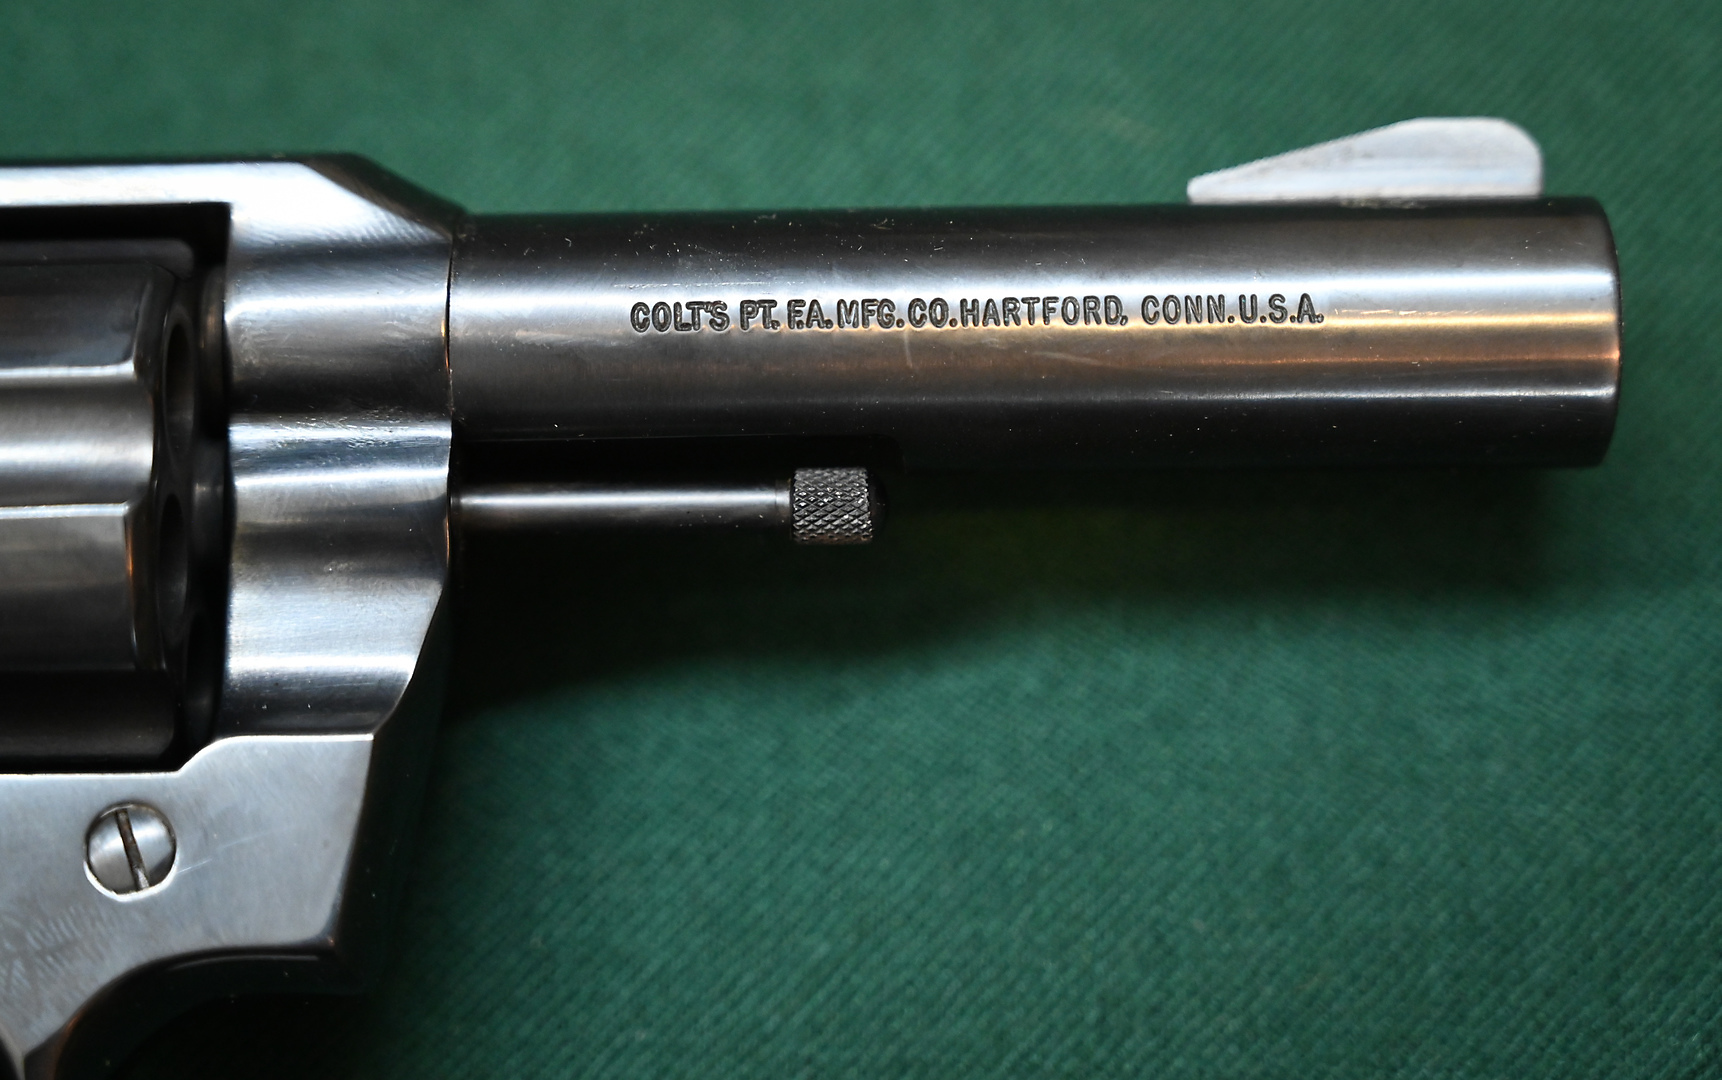 COLT'S PT. F.A. MFG. CO. HARTFORD, CONN. U.S.A.